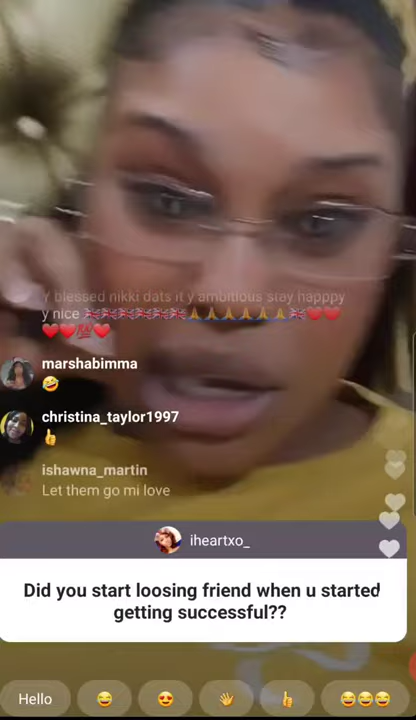 Y blessed nikki dats it y ambitious stay happpy
y nice 🇬🇧🇬🇧🇬🇧🇬🇧🇬🇧🇬🇧🇬🇧🙏🙏🙏🙏🙏🙏🇬🇧❤️❤️
❤️❤️💯❤️
marshabimma
🤣
christina_taylor1997
👍
ishawna_martin
Let them go mi love
iheartxo_
Did you start loosing friend when u started
getting successful??
Hello 😂 😍 👋 👍 😂😂😂